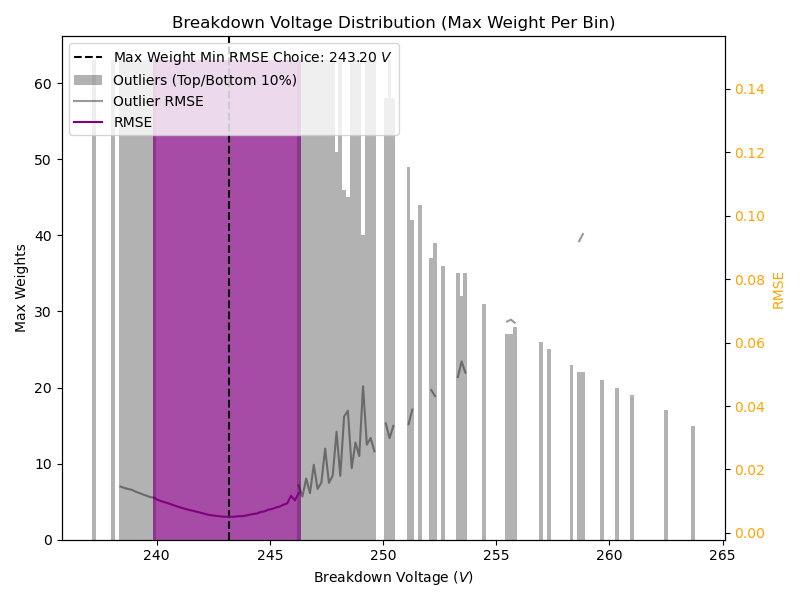 Breakdown Voltage Distribution (Max Weight Per Bin)
Max Weight Min RMSE Choice: 243.20 V
Outliers (Top/Bottom 10%)
Outlier RMSE
RMSE
Max Weights
60
50
40
30
20
10
0
0.14
0.12
0.10
0.08
0.06
0.04
0.02
0.00
RMSE
240 245 250 255 260 265
Breakdown Voltage (V)